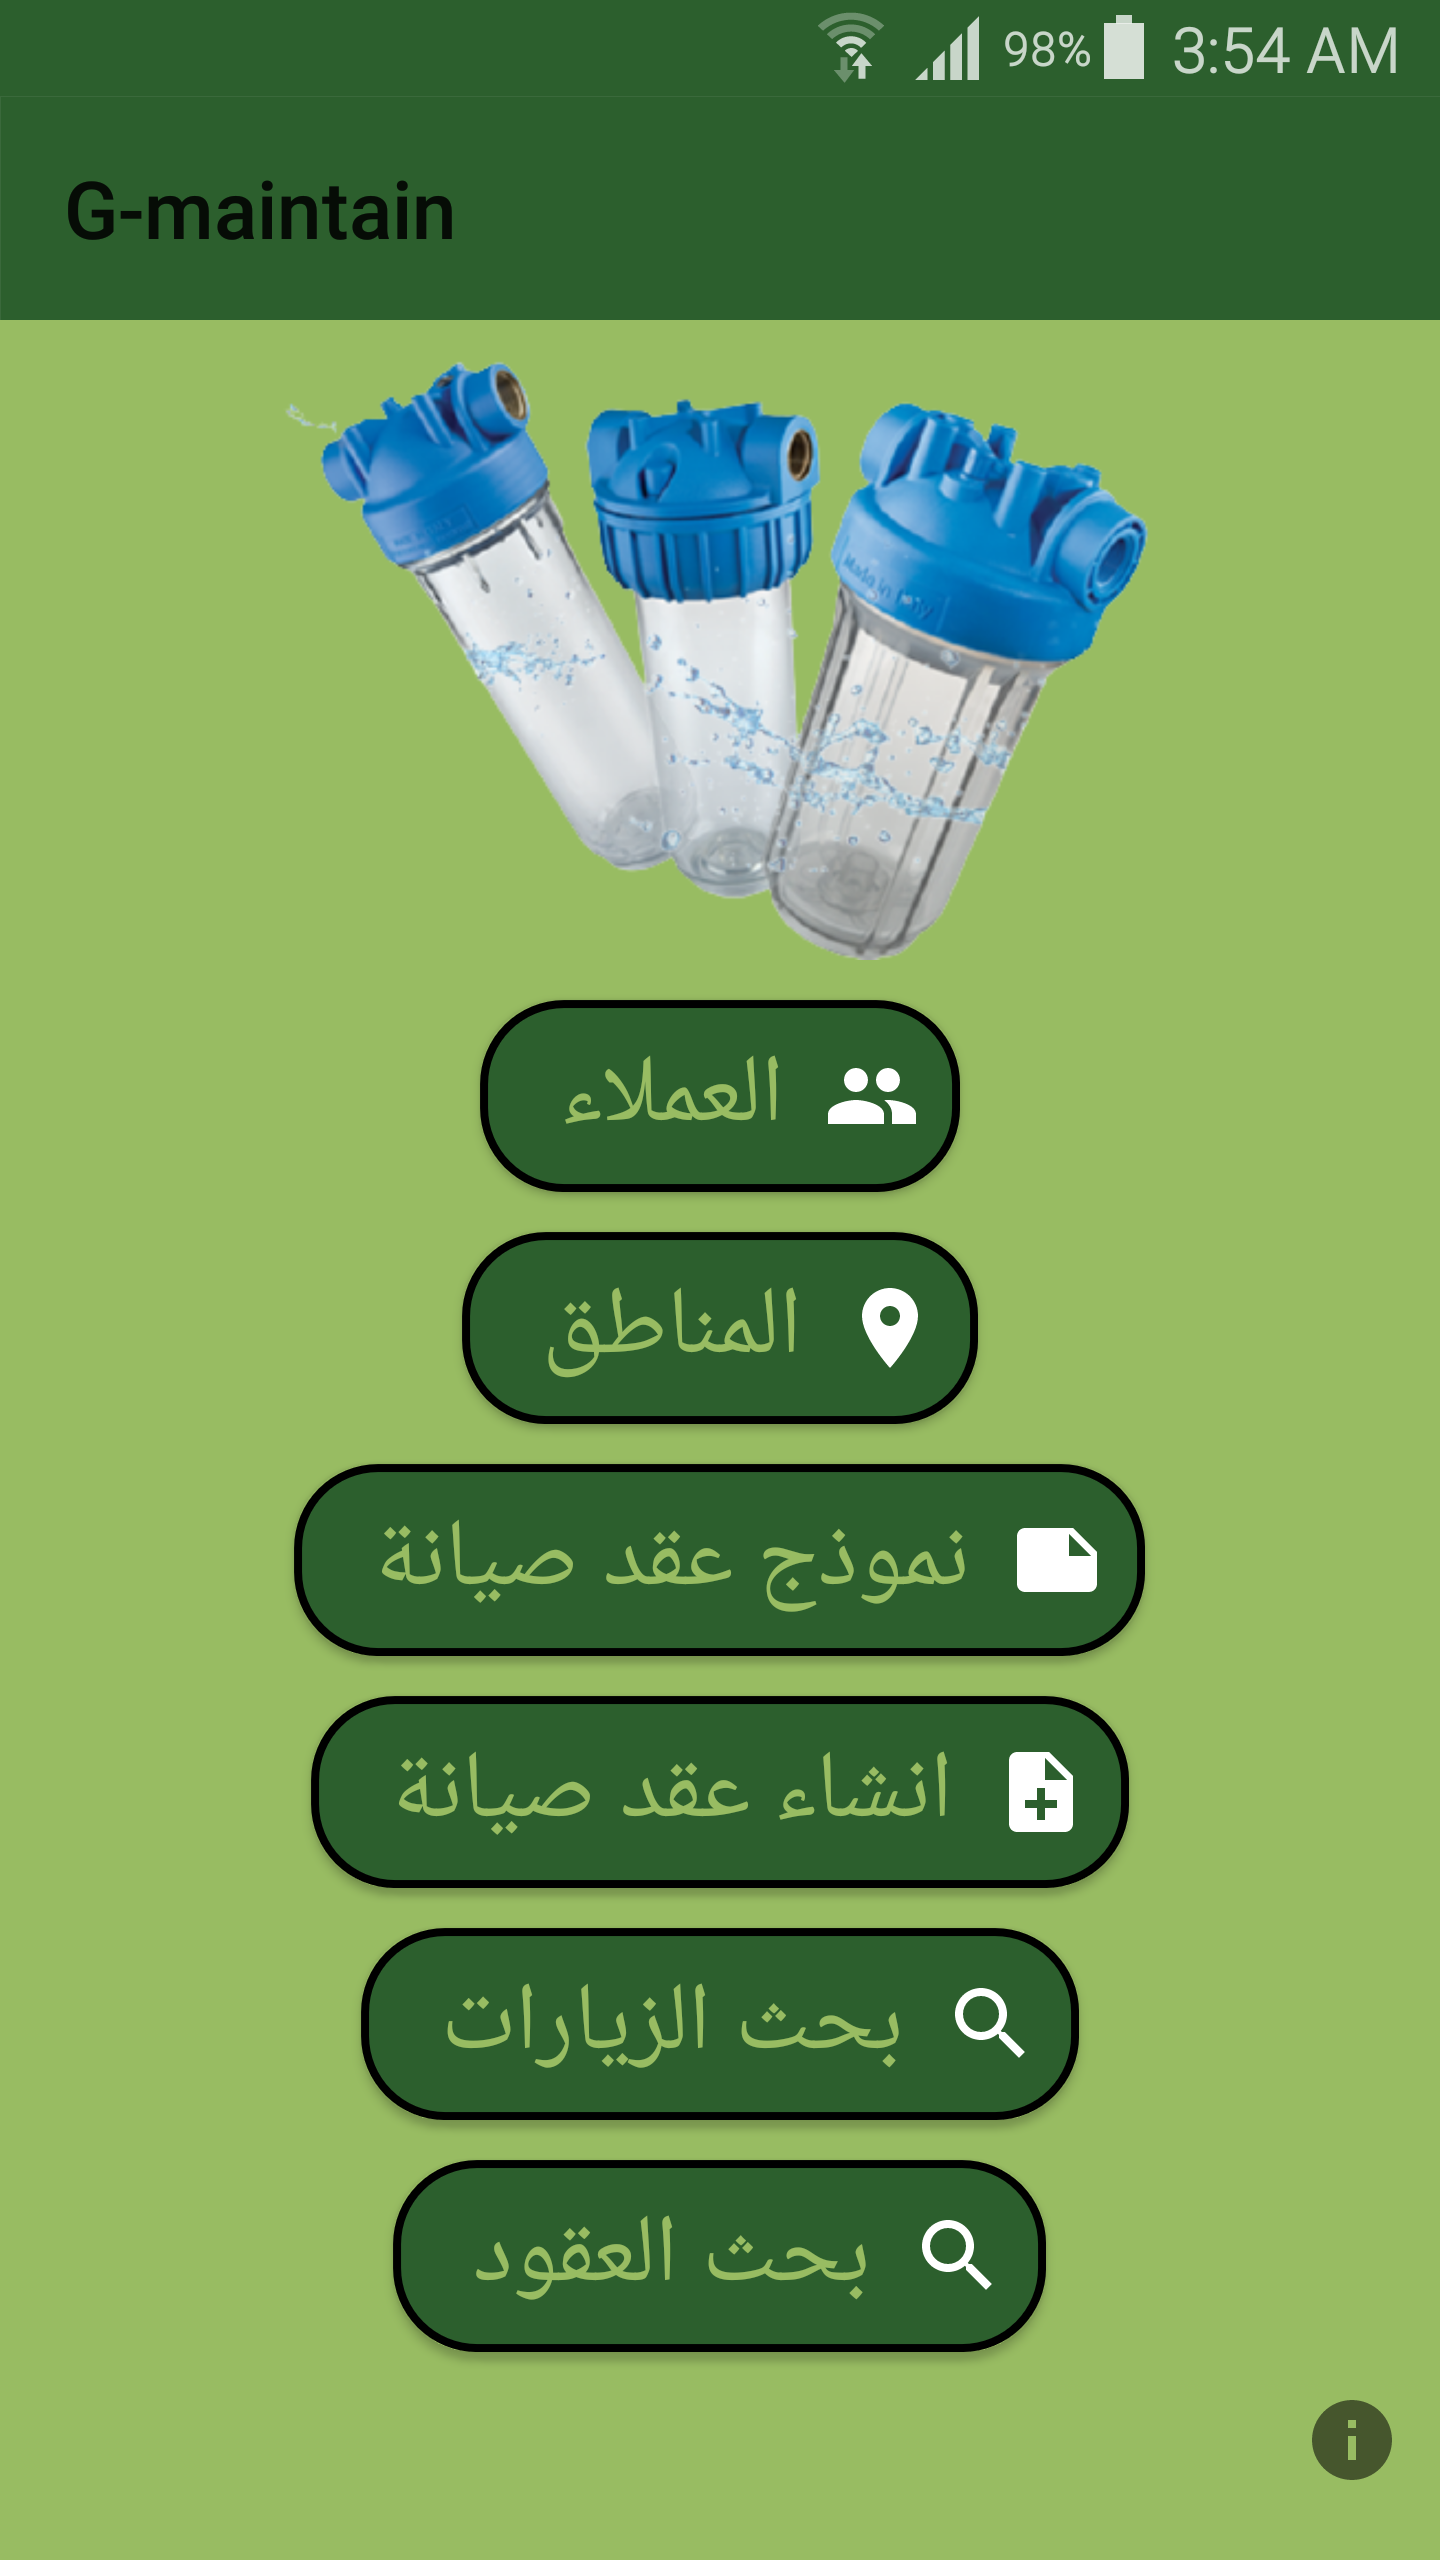 98% 3:54 AM
G-maintain
Made in Italy
العملاء
المناطق
نموذج عقد صيانة
انشاء عقد صيانة
بحث الزيارات
بحث العقود